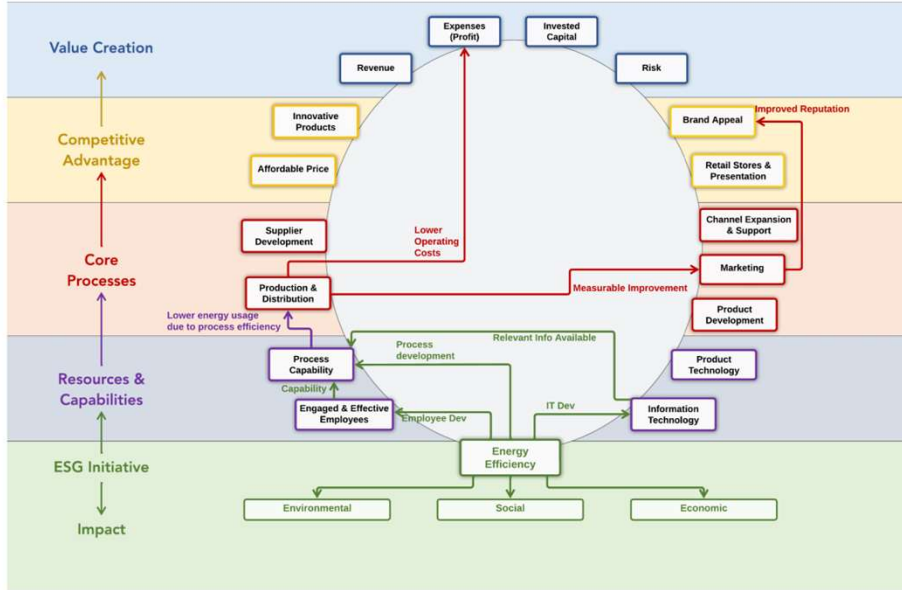 Value Creation
Competitive
Advantage
Core
Processes
Resources &
Capabilities
ESG Initiative
Impact
Expenses
(Profit)
Invested
Capital
Revenue
Risk
Innovative
Products
Brand Appeal
Improved Reputation
Affordable Price
Retail Stores &
Presentation
Supplier
Development
Lower
Operating
Costs
Channel Expansion
& Support
Production &
Distribution
Measurable Improvement
Marketing
Lower energy usage
due to process efficiency
Product
Development
Process
Capability
Process
development
Relevant Info Available
Product
Technology
Capability
Engaged & Effective
Employees
Employee Dev
IT Dev
Information
Technology
Energy
Efficiency
Environmental
Social
Economic